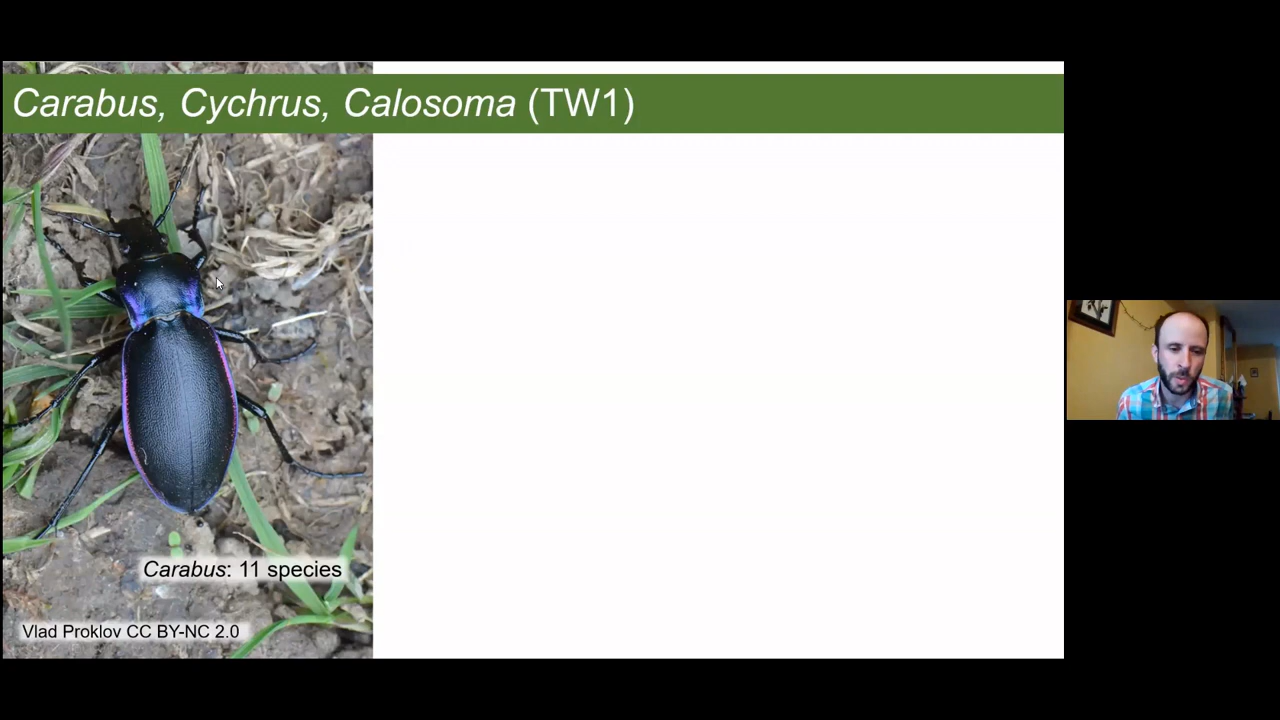 Carabus, Cychrus, Calosoma (TW1)
Carabus: 11 species
Vlad Proklov CC BY-NC 2.0